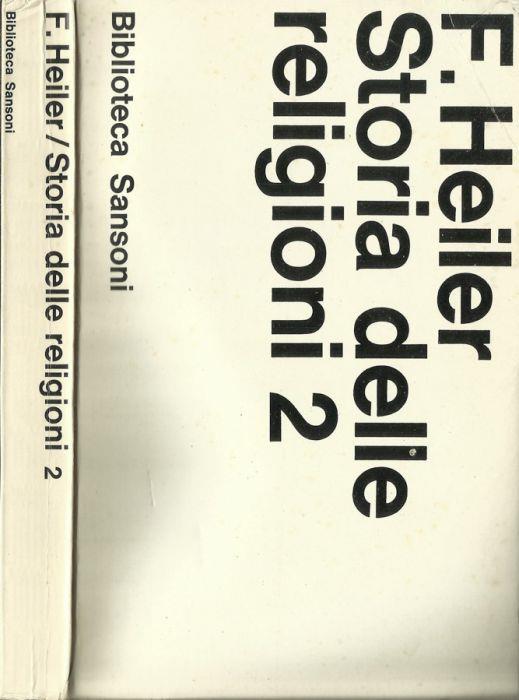 F. Heiler
Storia delle
religioni 2
Biblioteca Sansoni
F. Heiler/Storia delle religioni 2
Biblioteca Sansoni